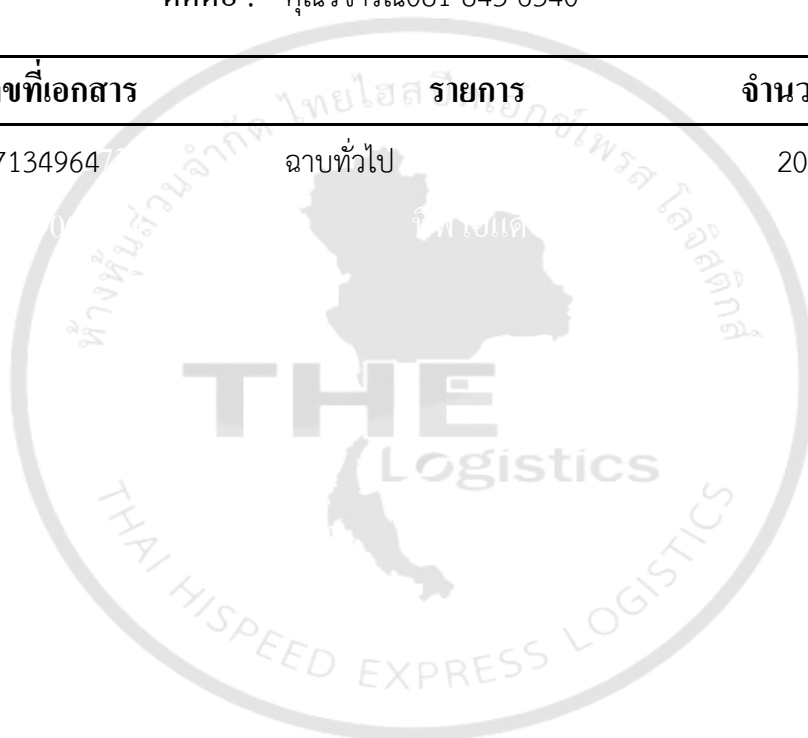 ติดต่อ : คุณวิจารณ์081-845-6540
ขที่เอกสาร รายการ จำนว
7134964 ฉาบทั่วไป 20
ห้างหุ้นส่วนจำกัด ไทยไฮสปีดเอ็กซ์เพรส โลจิสติกส์
THE
Logistics
THAI HISPEED EXPRESS LOGISTICS